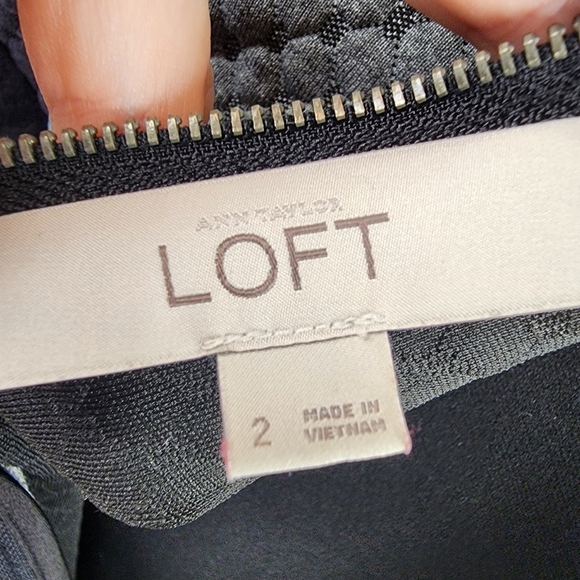 ANN TAYLOR
LOFT
2
MADE IN
VIETNAM